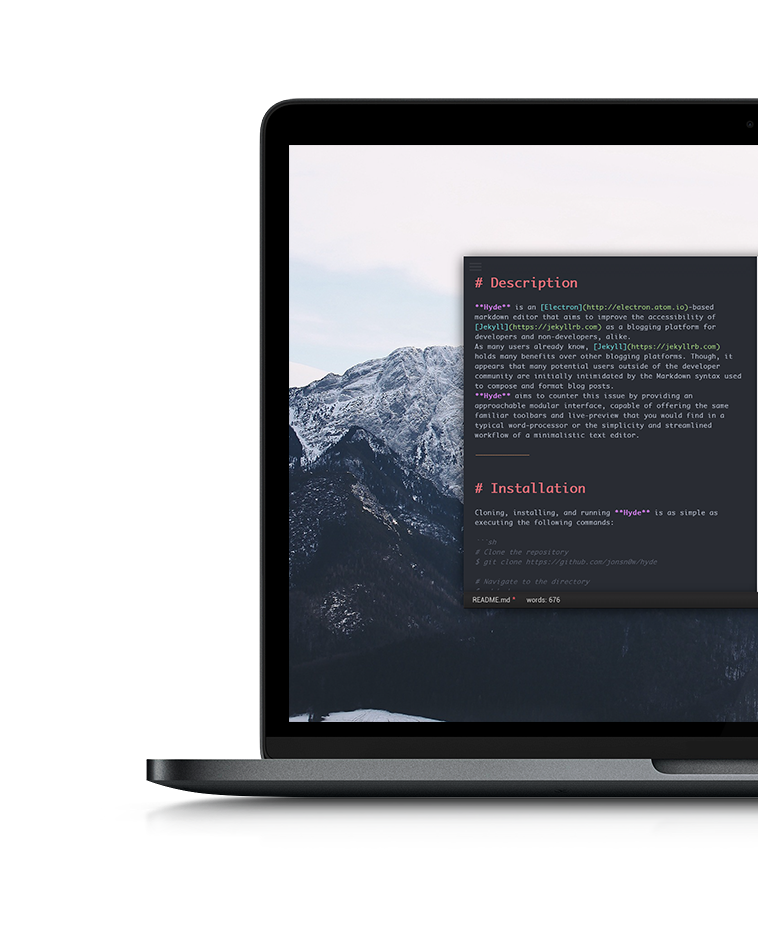 # Description
**Hyde** is an [Electron](http://electron.atom.io)-based
markdown editor that aims to improve the accessibility of
[Jekyll](https://jekyllrb.com) as a blogging platform for
developers and non-developers, alike.
As many users already know, [Jekyll](https://jekyllrb.com)
holds many benefits over other blogging platforms. Though, it
appears that many potential users outside of the developer
community are initially intimidated by the Markdown syntax used
to compose and format blog posts.
**Hyde** aims to counter this issue by providing an
approachable modular interface, capable of offering the same
familiar toolbars and live-preview that you would find in a
typical word-processor or the simplicity and streamlined
workflow of a minimalistic text editor.
# Installation
Cloning, installing, and running **Hyde** is as simple as
executing the following commands:
```sh
# Clone the repository
$ git clone https://github.com/jonsn0w/hyde
# Navigate to the directory
README.md * words: 676